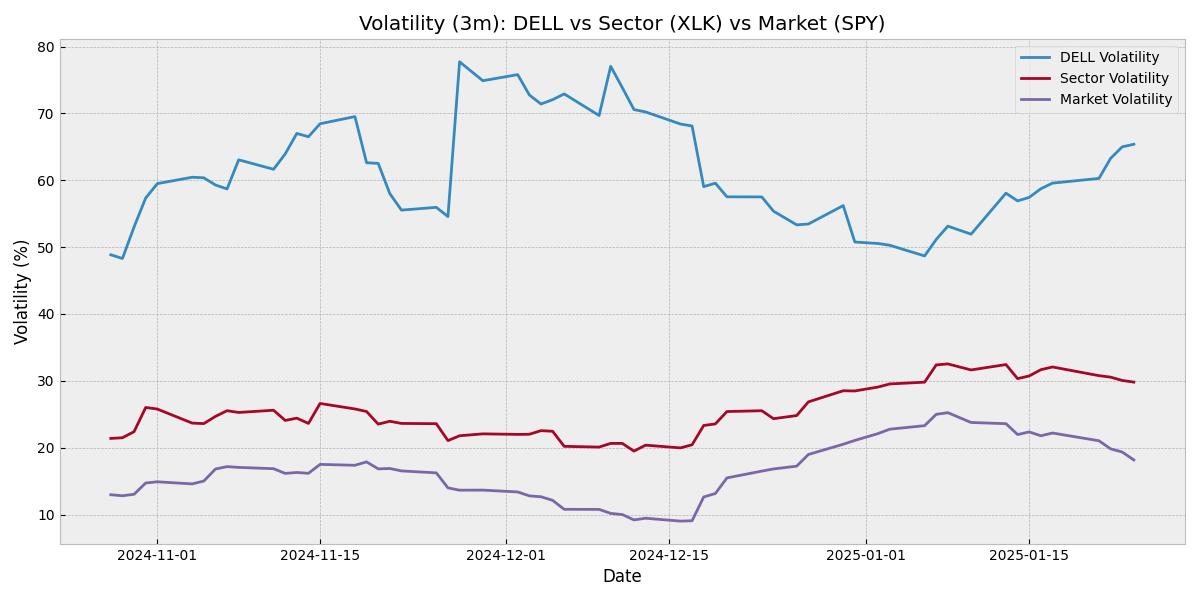 Volatility (3m): DELL vs Sector (XLK) vs Market (SPY)
DELL Volatility
Sector Volatility
Market Volatility
Volatility (%)
80
70
60
50
40
30
20
10
2024-11-01
2024-11-15
2024-12-01
2024-12-15
2025-01-01
2025-01-15
Date